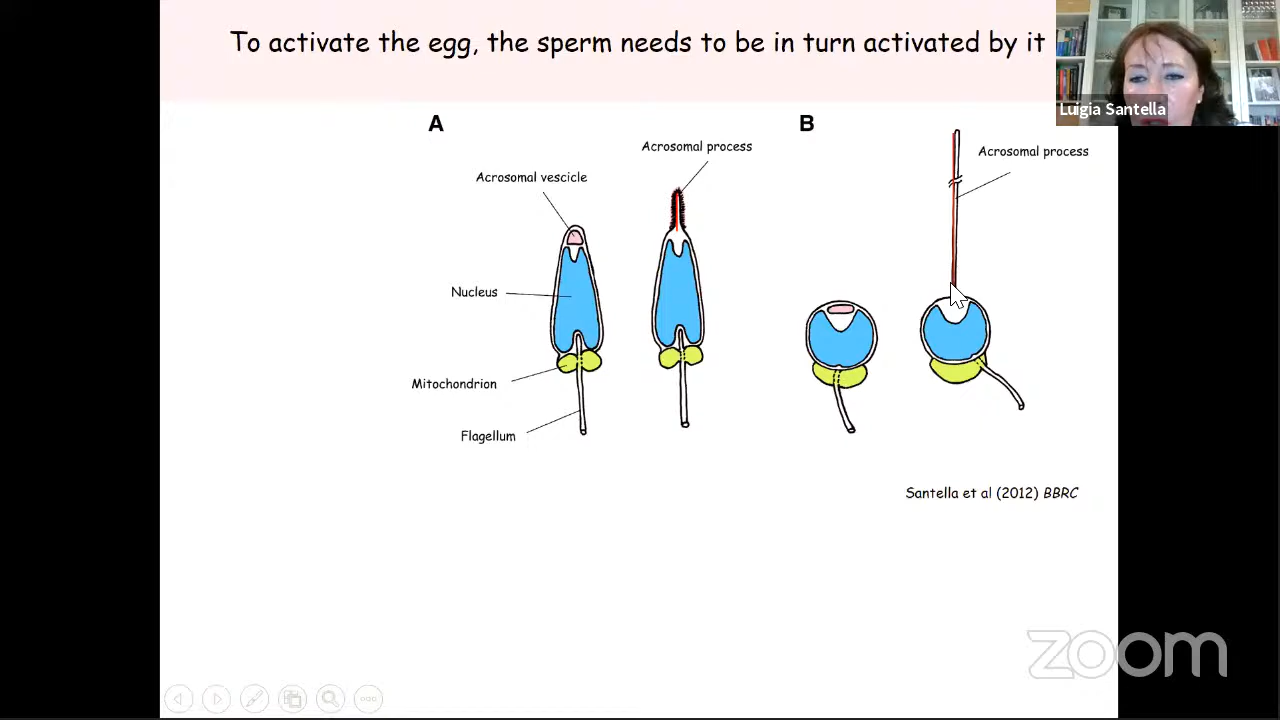 To activate the egg, the sperm needs to be in turn activated by it
Luigia Santella
A
B
Acrosomal process
Acrosomal process
Acrosomal vescicle
Nucleus
Mitochondrion
Flagellum
Santella et al (2012) BBRC
zoom